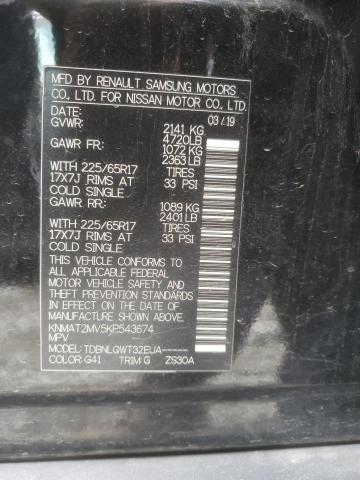 MFD BY RENAULT SAMSUNG MOTORS
CO., LTD. FOR NISSAN MOTOR CO., LTD.
DATE: 03/19
GVWR: 2141 KG
4720LB
GAWR FR: 1072 KG
2363LB
WITH 225/65R17 TIRES
17X7J RIMS AT 33 PSI
COLD SINGLE
GAWR RR: 1089 KG
2401LB
WITH 225/65R17 TIRES
17X7J RIMS AT 33 PSI
COLD SINGLE
THIS VEHICLE CONFORMS TO
ALL APPLICABLE FEDERAL
MOTOR VEHICLE SAFETY
AND THEFT PREVENTION
STANDARDS IN EFFECT ON
THE DATE OF MANUFACTURE
SHOWN ABOVE.
KNMAT2MV5KP543674
MPV
MODEL: TDBNLGWT32EUA-----
COLOR: G41 TRIM: G ZS30A